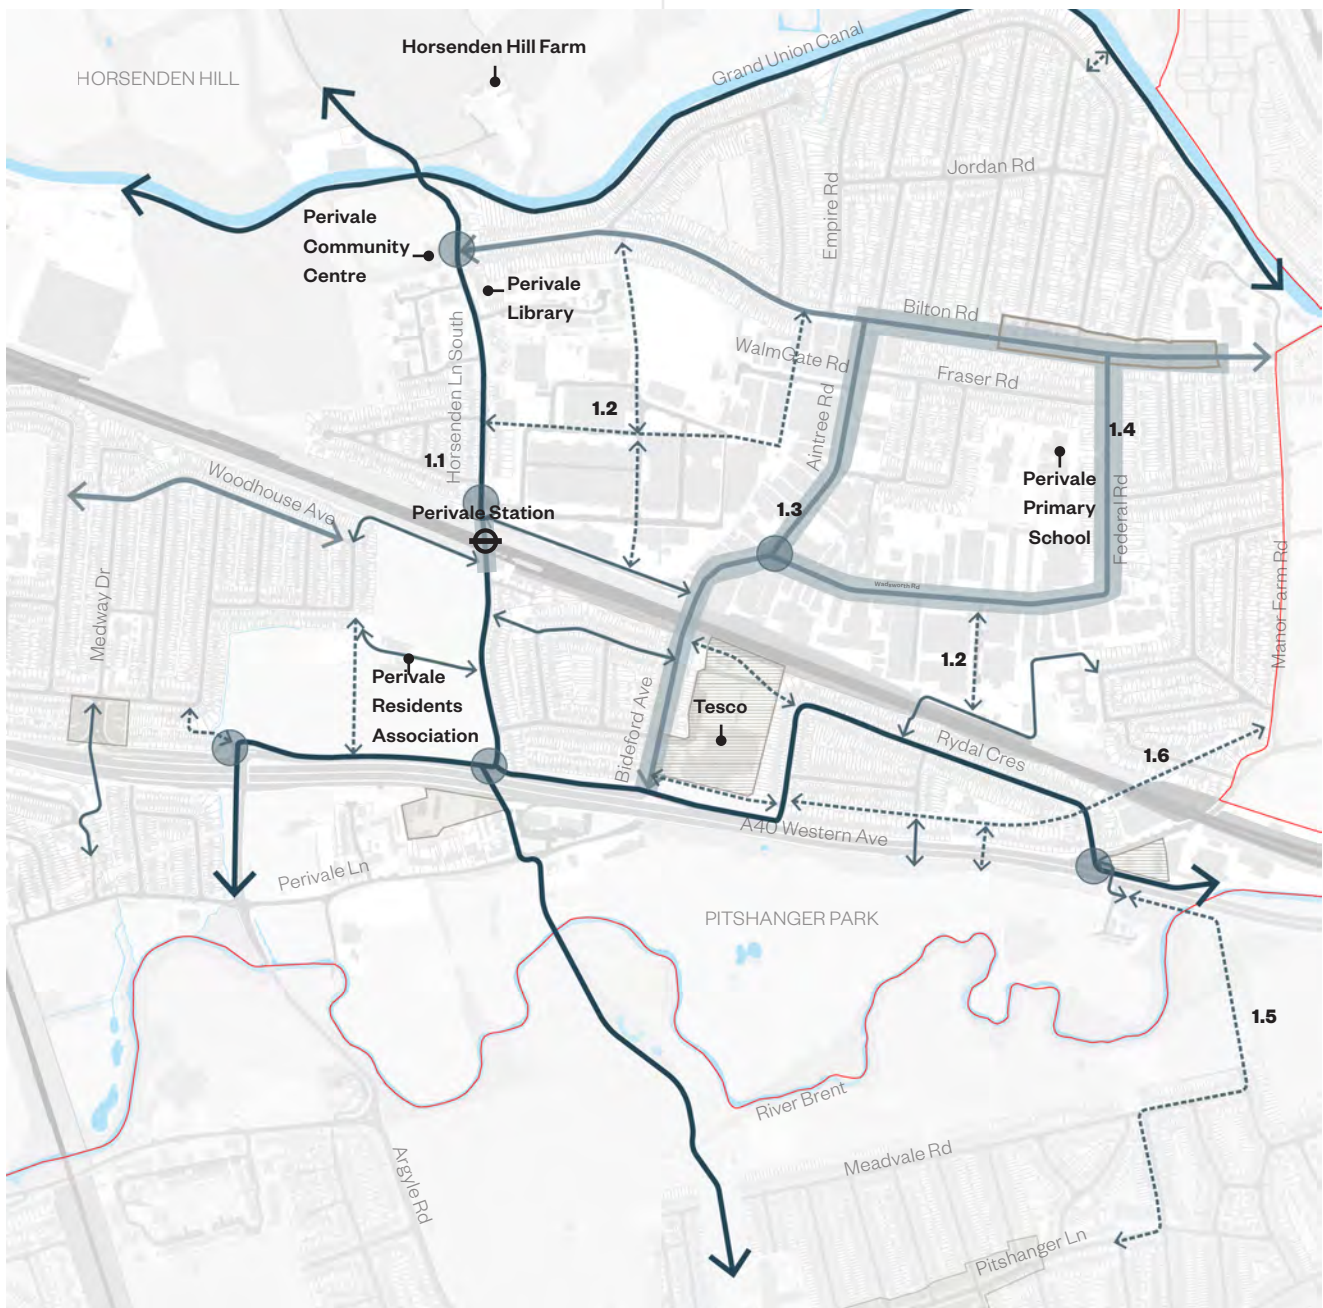 Horsenden Hill Farm
HORSENDEN HILL
Grand Union Canal
Jordan Rd
Empire Rd
Perivale
Community
Centre
Perivale
Library
Bilton Rd
WalmGate Rd
Fraser Rd
Horsenden Ln South
1.2
1.1
Aintree Rd
1.4
Perivale
Primary
School
Federal Rd
Woodhouse Ave
Perivale Station
1.3
Wadsworth Rd
Manor Farm Rd
Medway Dr
1.2
Perivale
Residents
Association
Bideford Ave
Tesco
Rydal Cres
1.6
A40 Western Ave
Perivale Ln
PITSHANGER PARK
1.5
River Brent
Meadvale Rd
Argyle Rd
Pitshanger Ln